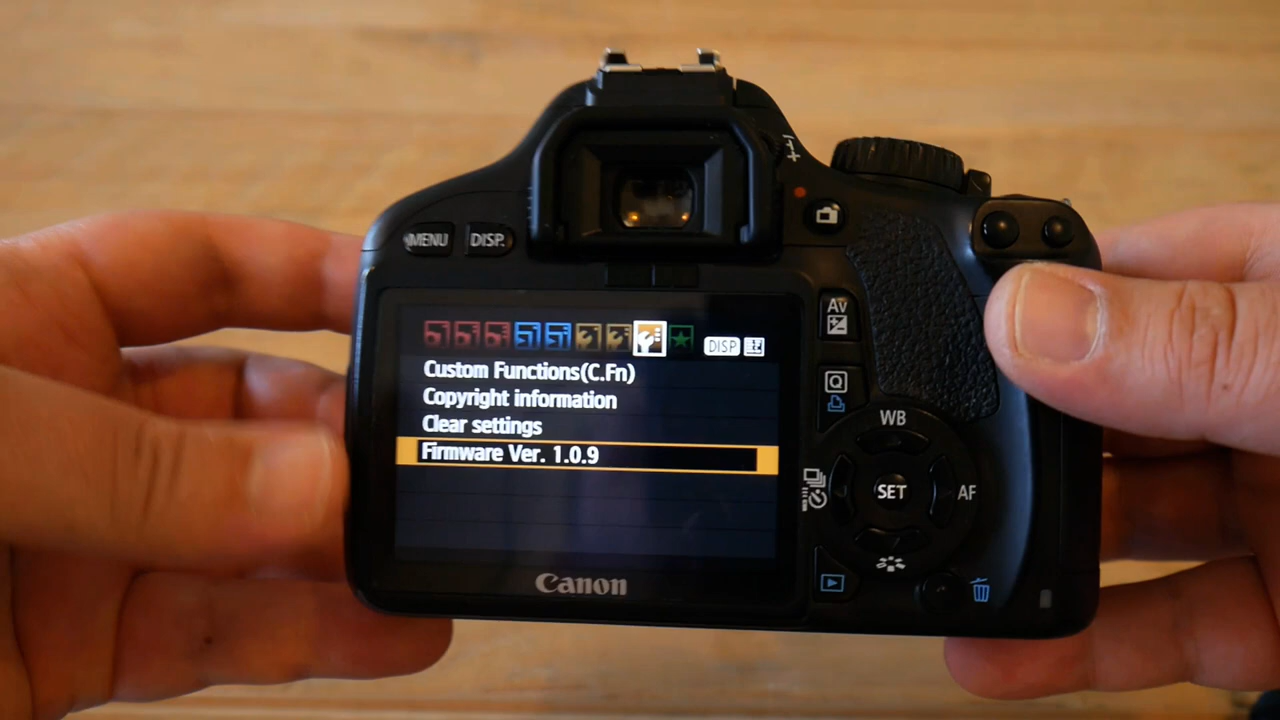 MENU
DISP.
Av
DISP
Custom Functions(C.Fn)
Copyright information
Clear settings
Firmware Ver. 1.0.9
Q
WB
SET
AF
Canon